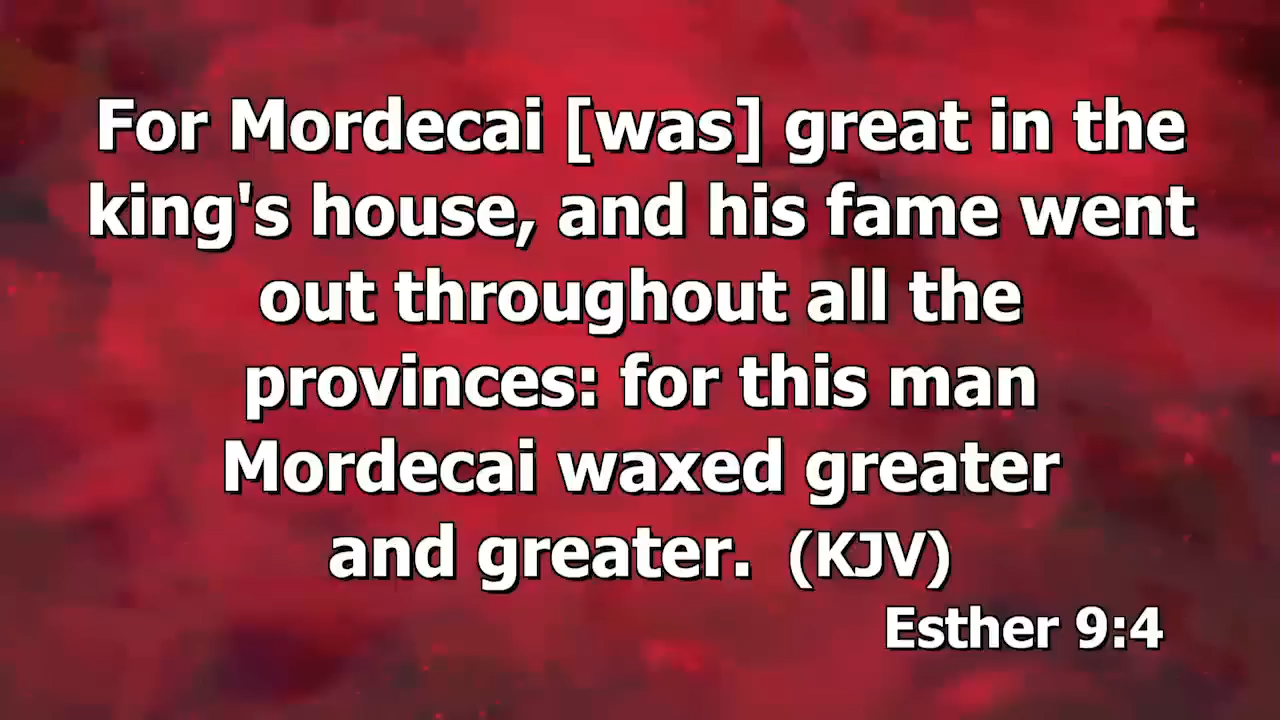 For Mordecai [was] great in the
king's house, and his fame went
out throughout all the
provinces: for this man
Mordecai waxed greater
and greater. (KJV)
Esther 9:4